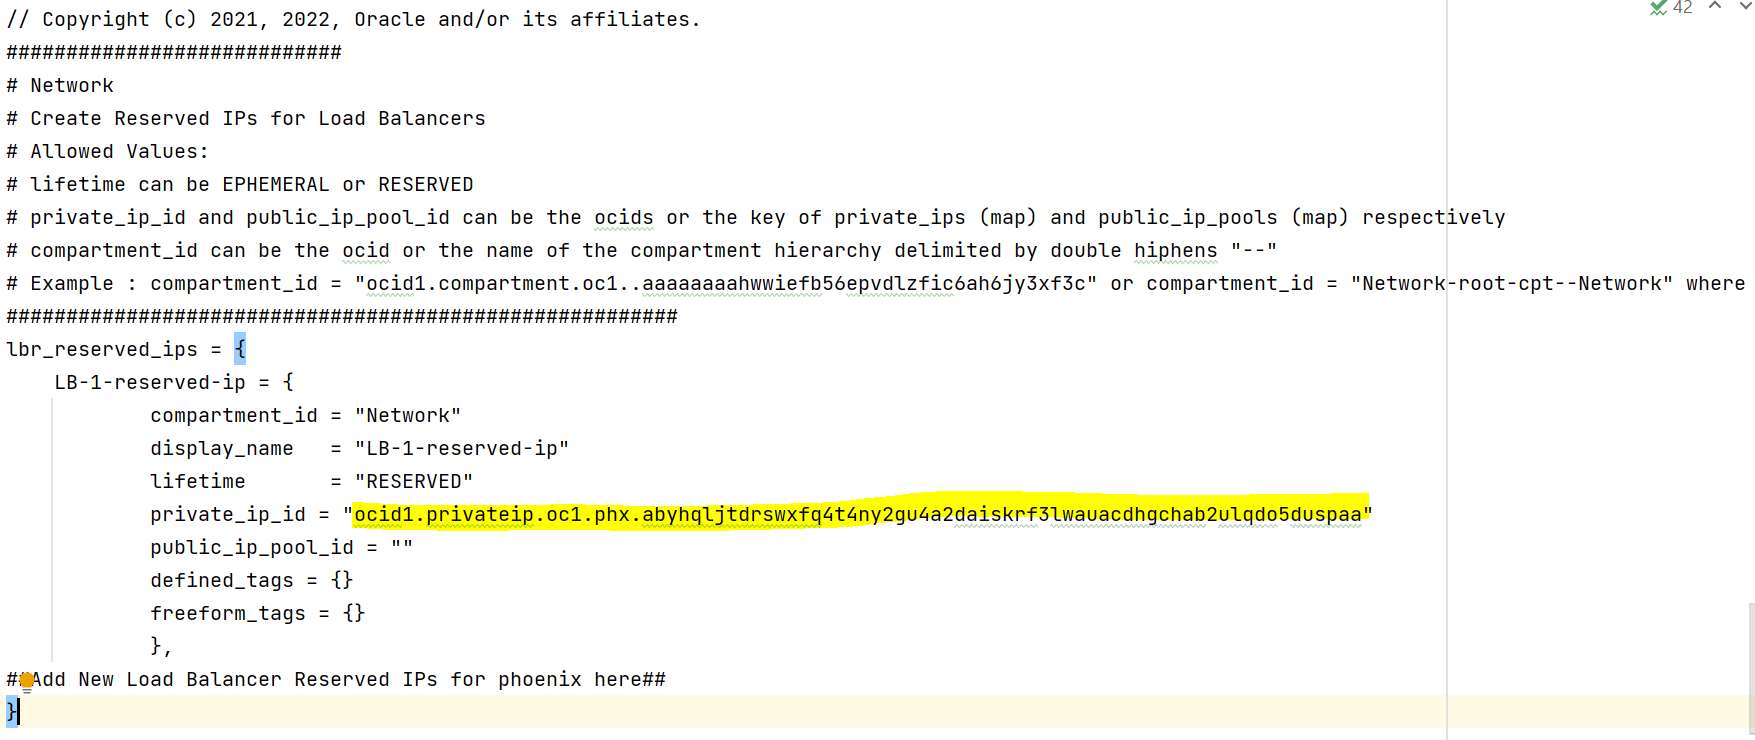 // Copyright (c) 2021, 2022, Oracle and/or its affiliates.
############################
# Network
# Create Reserved IPs for Load Balancers
# Allowed Values:
# lifetime can be EPHEMERAL or RESERVED
# private_ip_id and public_ip_pool_id can be the ocids or the key of private_ips (map) and public_ip_pools (map) respectively
# compartment_id can be the ocid or the name of the compartment hierarchy delimited by double hiphens "--"
# Example : compartment_id = "ocid1.compartment.oc1..aaaaaaaahwwiefb56epvdlzfic6ah6jy3xf3c" or compartment_id = "Network-root-cpt--Network" where
########################################################
lbr_reserved_ips = {
    LB-1-reserved-ip = {
            compartment_id = "Network"
            display_name   = "LB-1-reserved-ip"
            lifetime       = "RESERVED"
            private_ip_id = "ocid1.privateip.oc1.phx.abyhqljtdrswxfq4t4ny2gu4a2daiskrf3lwauacdhgchab2ulqdo5duspaa"
            public_ip_pool_id = ""
            defined_tags = {}
            freeform_tags = {}
            },
##Add New Load Balancer Reserved IPs for phoenix here##
}
42